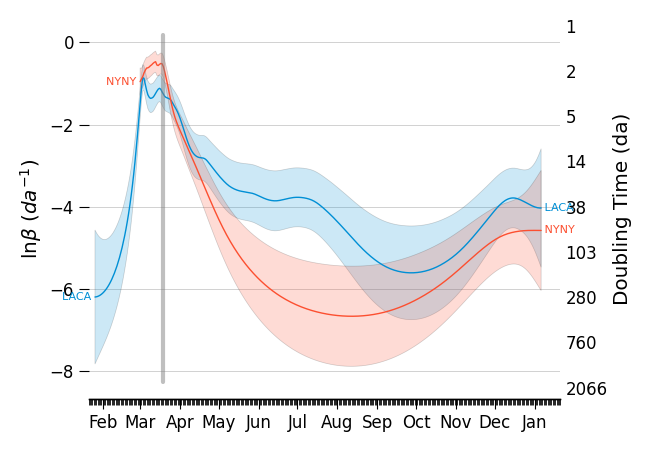 1
0
2
NYNY
−2
5
14
−4
LACA
38
NYNY
103
−6
LACA
280
760
−8
2066
Feb Mar Apr May Jun Jul Aug Sep Oct Nov Dec Jan
lnβ (da⁻¹)
Doubling Time (da)